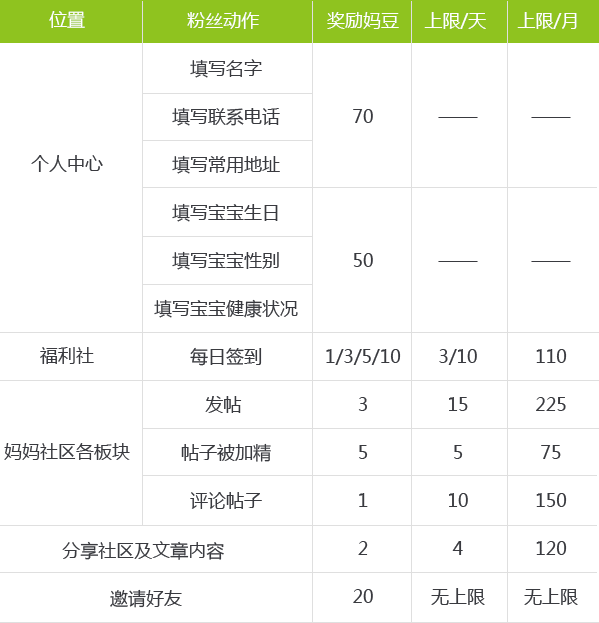 位置 粉丝动作 奖励妈豆 上限/天 上限/月
填写名字
填写联系电话 70 —— ——
个人中心 填写常用地址
填写宝宝生日
填写宝宝性别 50 —— ——
填写宝宝健康状况
福利社 每日签到 1/3/5/10 3/10 110
发帖 3 15 225
妈妈社区各板块 帖子被加精 5 5 75
评论帖子 1 10 150
分享社区及文章内容 2 4 120
邀请好友 20 无上限 无上限